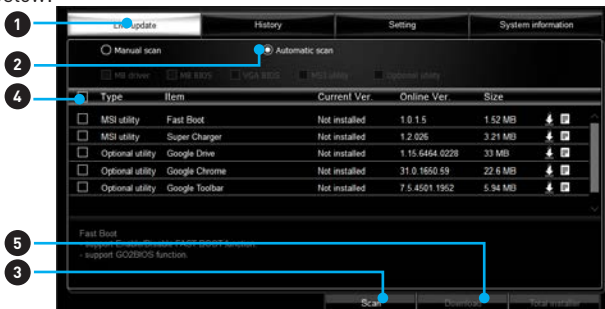 1
Live update History Setting System information
Manual scan Automatic scan
2
MB driver MB BIOS VGA BIOS MSI utility Optional utility
4
Type Item Current Ver. Online Ver. Size
MSI utility Fast Boot Not installed 1.0.1.5 1.52 MB
MSI utility Super Charger Not installed 1.2.025 3.21 MB
Optional utility Google Drive Not installed 1.15.6464.0228 33 MB
Optional utility Google Chrome Not installed 31.0.1650.59 22.6 MB
Optional utility Google Toolbar Not installed 7.5.4501.1952 5.94 MB
Fast Boot
- support Enable/Disable FAST BOOT function.
5
- support GO2BIOS function.
3
Scan Download Total installer